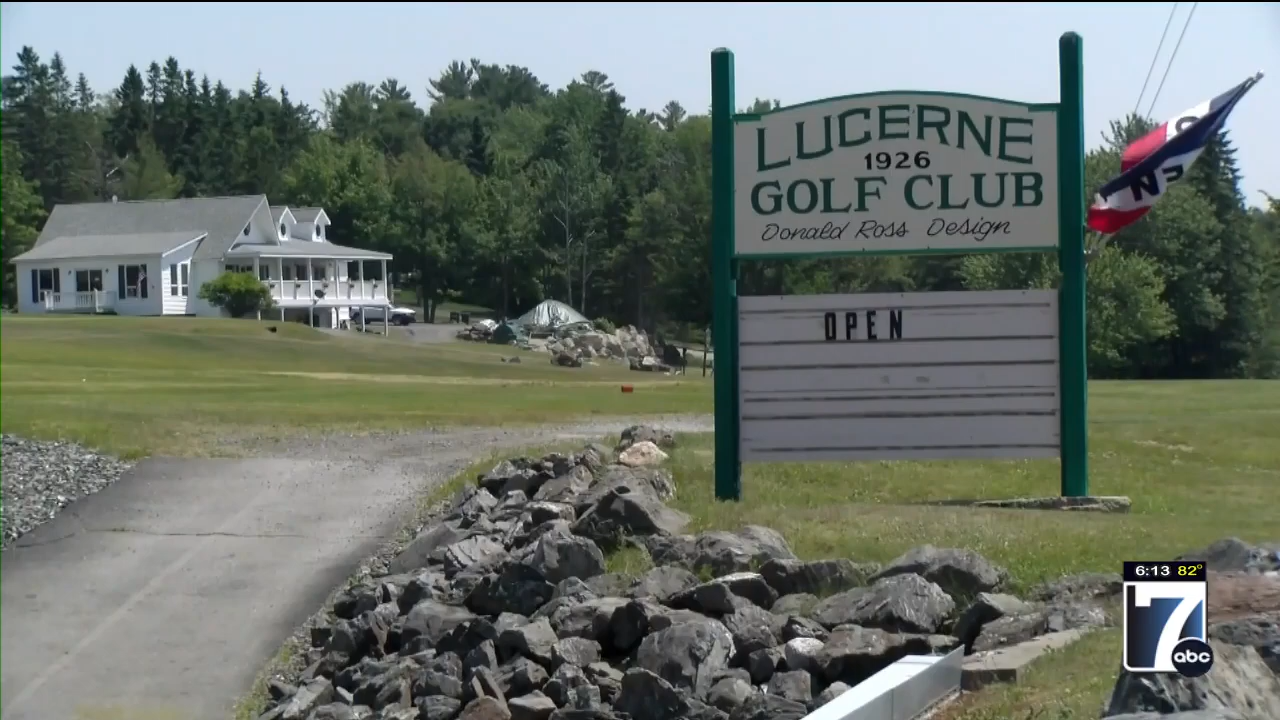 LUCERNE
1926
GOLF CLUB
Donald Ross Design
OPEN
6:13 82°
7
abc